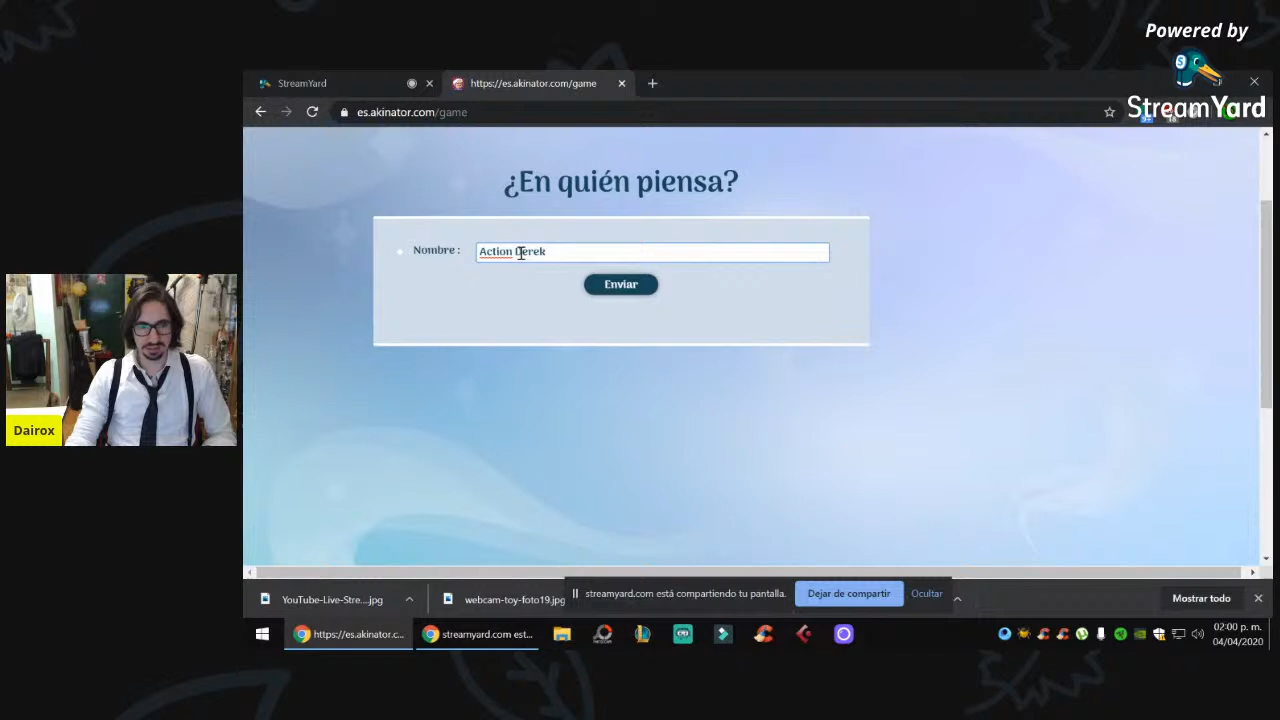 Powered by
StreamYard
StreamYard
https://es.akinator.com/game
es.akinator.com/game
¿En quién piensa?
Nombre :
Action Derek
Enviar
Dairox
YouTube-Live-Stre....jpg
webcam-toy-foto19.jpg
streamyard.com está compartiendo tu pantalla.
Dejar de compartir
Ocultar
Mostrar todo
https://es.akinator.c...
streamyard.com est...
02:00 p. m.
04/04/2020